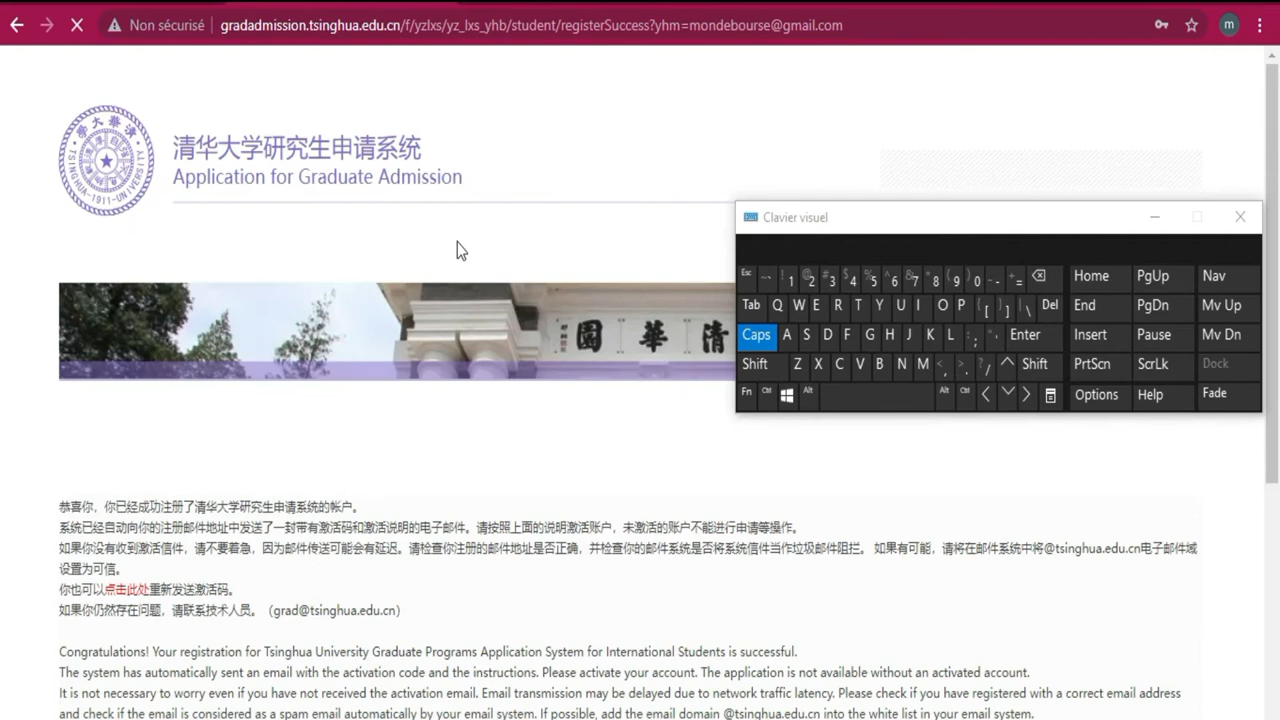 Non sécurisé gradadmission.tsinghua.edu.cn/f/yzlxs/yz_lxs_yhb/student/registerSuccess?yhm=mondebourse@gmail.com
m
清华大学研究生申请系统
Application for Graduate Admission
TSINGHUA-1911-UNIVERSITY
Clavier visuel
Esc ~` !1 @2 #3 $4 %5 ^6 &7 *8 (9 )0 _- += Home PgUp Nav
Tab Q W E R T Y U I O P {[ }] |\ Del End PgDn Mv Up
Caps A S D F G H J K L :; "' Enter Insert Pause Mv Dn
Shift Z X C V B N M <, >. ?/ Shift PrtScn ScrLk Dock
Fn Ctrl Alt Alt Ctrl Options Help Fade
園 華 清
恭喜你，你已经成功注册了清华大学研究生申请系统的帐户。
系统已经自动向你的注册邮件地址中发送了一封带有激活码和激活说明的电子邮件。请按照上面的说明激活账户，未激活的账户不能进行申请等操作。
如果你没有收到激活信件，请不要着急，因为邮件传送可能会有延迟。请检查你注册的邮件地址是否正确，并检查你的邮件系统是否将系统信件当作垃圾邮件阻拦。 如果有可能，请将在邮件系统中将@tsinghua.edu.cn电子邮件域
设置为可信。
你也可以点击此处重新发送激活码。
如果你仍然存在问题，请联系技术人员。（grad@tsinghua.edu.cn）
Congratulations! Your registration for Tsinghua University Graduate Programs Application System for International Students is successful.
The system has automatically sent an email with the activation code and the instructions. Please activate your account. The application is not available without an activated account.
It is not necessary to worry even if you have not received the activation email. Email transmission may be delayed due to network traffic latency. Please check if you have registered with a correct email address
and check if the email is considered as a spam email automatically by your email system. If possible, add the email domain @tsinghua.edu.cn into the white list in your email system.